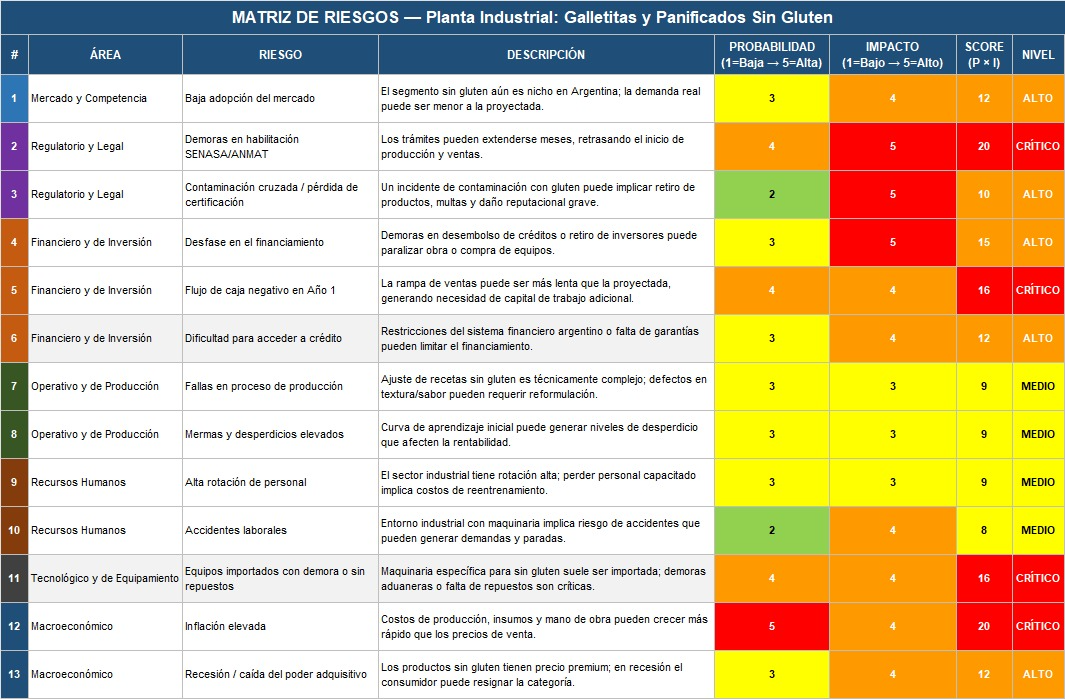 MATRIZ DE RIESGOS — Planta Industrial: Galletitas y Panificados Sin Gluten
# ÁREA RIESGO DESCRIPCIÓN PROBABILIDAD IMPACTO SCORE NIVEL
(1=Baja → 5=Alta) (1=Bajo → 5=Alto) (P × I)
1 Mercado y Competencia Baja adopción del mercado El segmento sin gluten aún es nicho en Argentina; la demanda real 3 4 12 ALTO
puede ser menor a la proyectada.
2 Regulatorio y Legal Demoras en habilitación Los trámites pueden extenderse meses, retrasando el inicio de 4 5 20 CRÍTICO
SENASA/ANMAT producción y ventas.
3 Regulatorio y Legal Contaminación cruzada / pérdida de Un incidente de contaminación con gluten puede implicar retiro de 2 5 10 ALTO
certificación productos, multas y daño reputacional grave.
4 Financiero y de Inversión Desfase en el financiamiento Demoras en desembolso de créditos o retiro de inversores puede 3 5 15 ALTO
paralizar obra o compra de equipos.
5 Financiero y de Inversión Flujo de caja negativo en Año 1 La rampa de ventas puede ser más lenta que la proyectada, 4 4 16 CRÍTICO
generando necesidad de capital de trabajo adicional.
6 Financiero y de Inversión Dificultad para acceder a crédito Restricciones del sistema financiero argentino o falta de garantías 3 4 12 ALTO
pueden limitar el financiamiento.
7 Operativo y de Producción Fallas en proceso de producción Ajuste de recetas sin gluten es técnicamente complejo; defectos en 3 3 9 MEDIO
textura/sabor pueden requerir reformulación.
8 Operativo y de Producción Mermas y desperdicios elevados Curva de aprendizaje inicial puede generar niveles de desperdicio 3 3 9 MEDIO
que afecten la rentabilidad.
9 Recursos Humanos Alta rotación de personal El sector industrial tiene rotación alta; perder personal capacitado 3 3 9 MEDIO
implica costos de reentrenamiento.
10 Recursos Humanos Accidentes laborales Entorno industrial con maquinaria implica riesgo de accidentes que 2 4 8 MEDIO
pueden generar demandas y paradas.
11 Tecnológico y de Equipamiento Equipos importados con demora o sin Maquinaria específica para sin gluten suele ser importada; demoras 4 4 16 CRÍTICO
repuestos aduaneras o falta de repuestos son críticas.
12 Macroeconómico Inflación elevada Costos de producción, insumos y mano de obra pueden crecer más 5 4 20 CRÍTICO
rápido que los precios de venta.
13 Macroeconómico Recesión / caída del poder adquisitivo Los productos sin gluten tienen precio premium; en recesión el 3 4 12 ALTO
consumidor puede resignar la categoría.